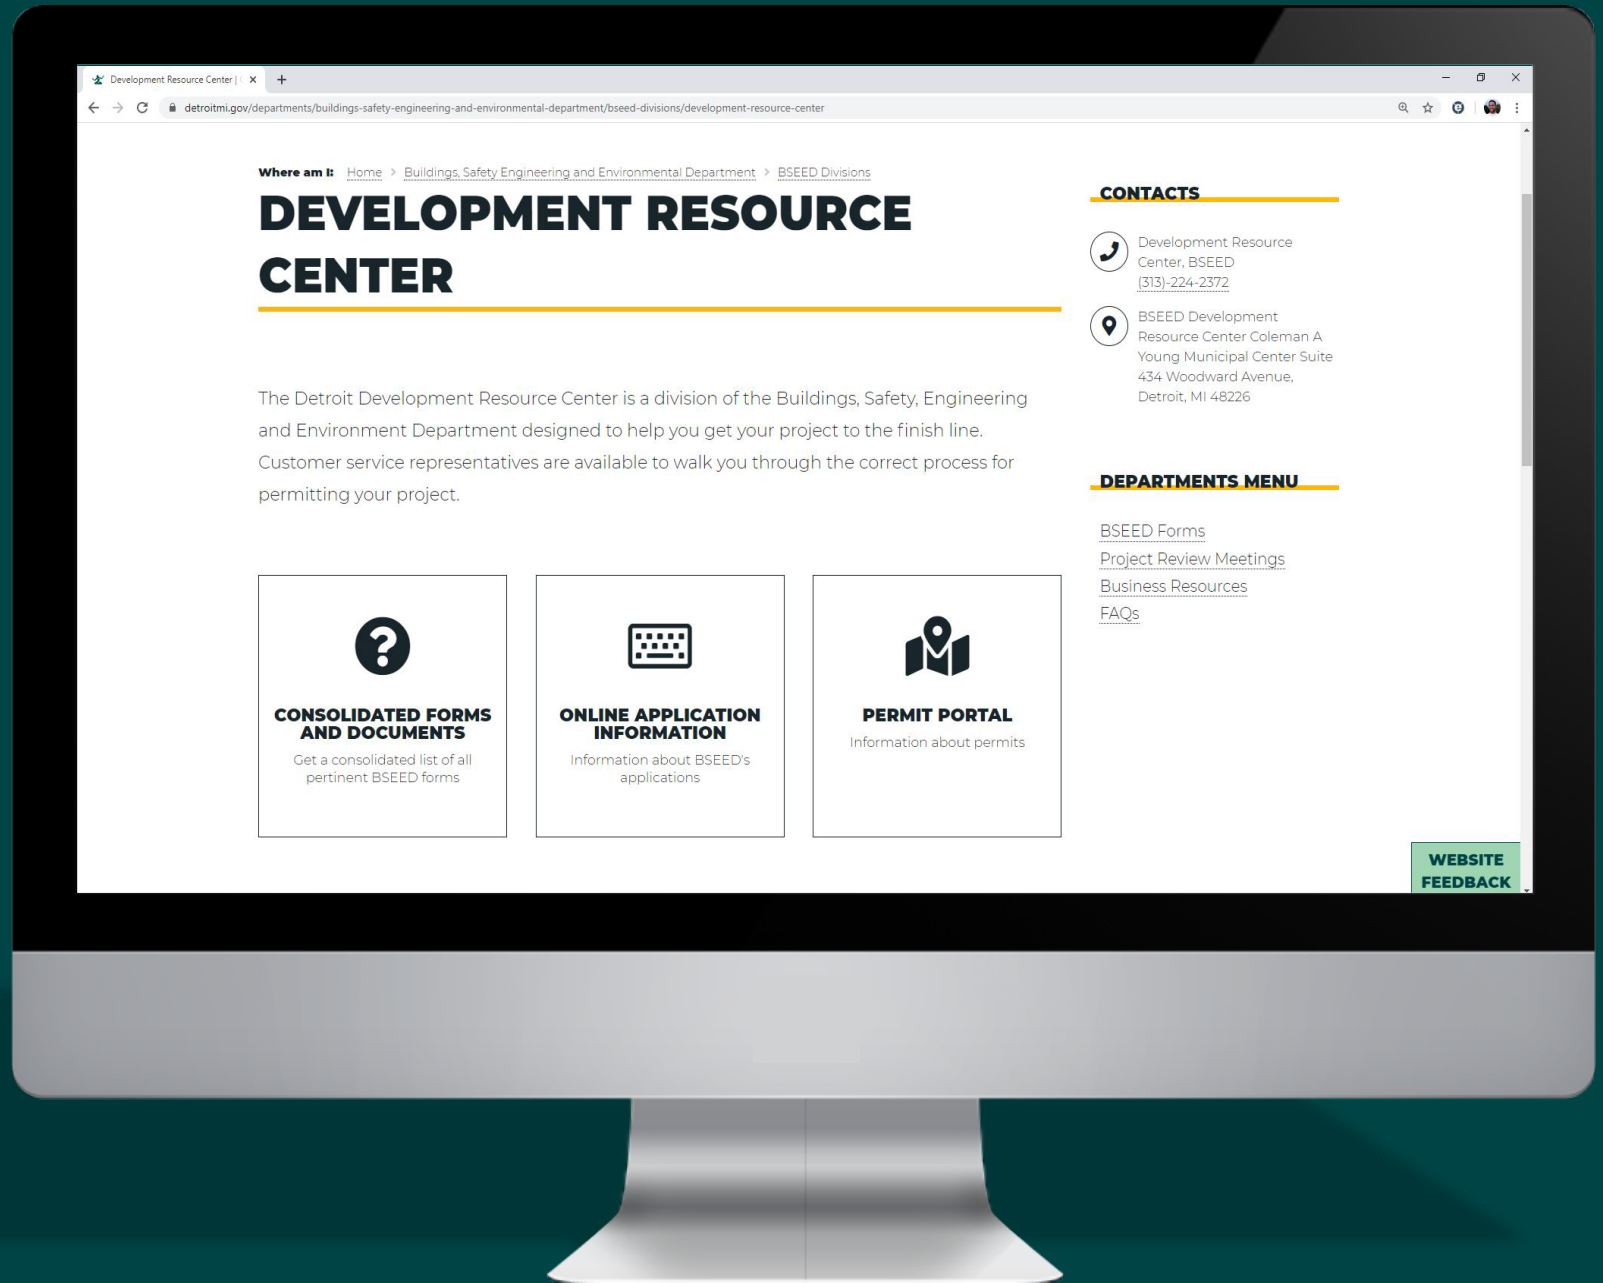 Development Resource Center |
detroitmi.gov/departments/buildings-safety-engineering-and-environmental-department/bseed-divisions/development-resource-center
Where am I: Home > Buildings, Safety Engineering and Environmental Department > BSEED Divisions
DEVELOPMENT RESOURCE
CENTER
The Detroit Development Resource Center is a division of the Buildings, Safety, Engineering
and Environment Department designed to help you get your project to the finish line.
Customer service representatives are available to walk you through the correct process for
permitting your project.
CONSOLIDATED FORMS
AND DOCUMENTS
Get a consolidated list of all
pertinent BSEED forms
ONLINE APPLICATION
INFORMATION
Information about BSEED's
applications
PERMIT PORTAL
Information about permits
CONTACTS
Development Resource
Center, BSEED
(313)-224-2372
BSEED Development
Resource Center Coleman A
Young Municipal Center Suite
434 Woodward Avenue,
Detroit, MI 48226
DEPARTMENTS MENU
BSEED Forms
Project Review Meetings
Business Resources
FAQs
WEBSITE
FEEDBACK